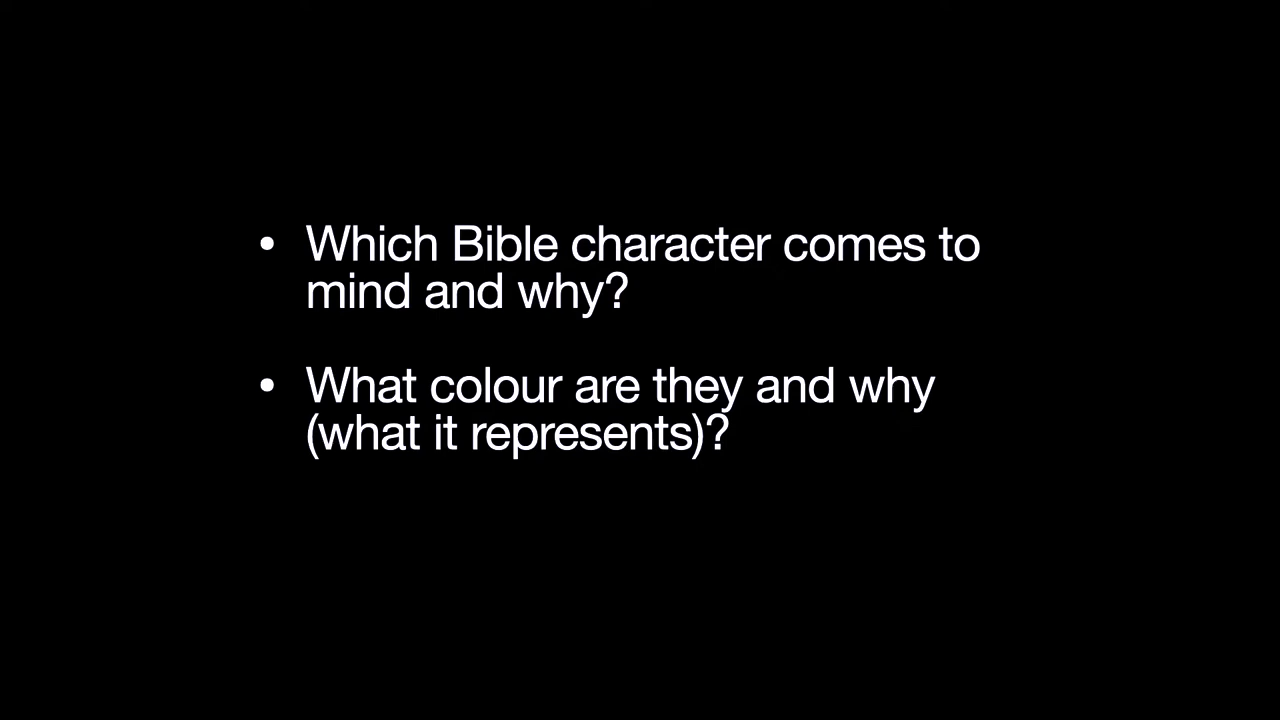 • Which Bible character comes to
mind and why?
• What colour are they and why
(what it represents)?